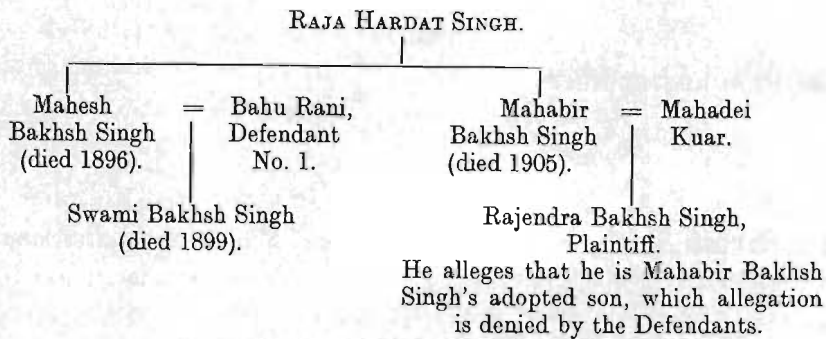 RAJA HARDAT SINGH.
Mahesh = Bahu Rani,
Bakhsh Singh Defendant
(died 1896). No. 1.
Mahabir = Mahadei
Bakhsh Singh Kuar.
(died 1905).
Swami Bakhsh Singh
(died 1899).
Rajendra Bakhsh Singh,
Plaintiff.
He alleges that he is Mahabir Bakhsh
Singh's adopted son, which allegation
is denied by the Defendants.